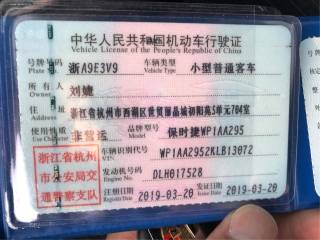 中华人民共和国机动车行驶证
Vehicle License of the People's Republic of China
号牌号码 浙A9E3V9 车辆类型 小型普通客车
Plate No. Vehicle Type
所有人 刘婕
Owner
住址 浙江省杭州市西湖区世贸丽晶城初阳苑5单元704室
Address
使用性质 非营运 品牌型号 保时捷WP1AA295
Use Character Model
浙江省杭州
市公安局交
通警察支队
车辆识别代号 WP1AA2952KLB13072
VIN
发动机号码 DLH017528
Engine No.
注册日期 2019-03-20 发证日期 2019-03-20
Register Date Issue Date